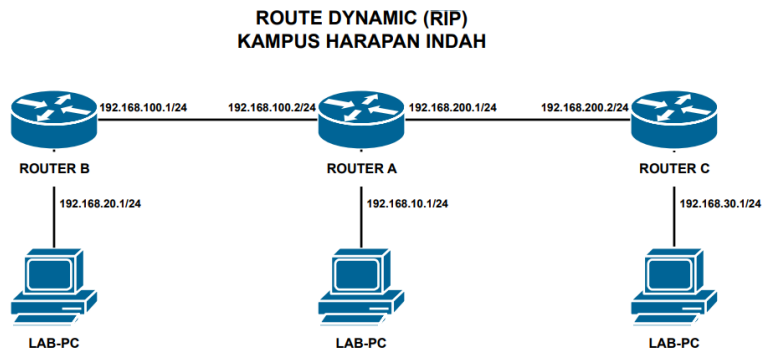 ROUTE DYNAMIC (RIP)
KAMPUS HARAPAN INDAH
192.168.100.1/24
192.168.100.2/24
192.168.200.1/24
192.168.200.2/24
ROUTER B
ROUTER A
ROUTER C
192.168.20.1/24
192.168.10.1/24
192.168.30.1/24
LAB-PC
LAB-PC
LAB-PC